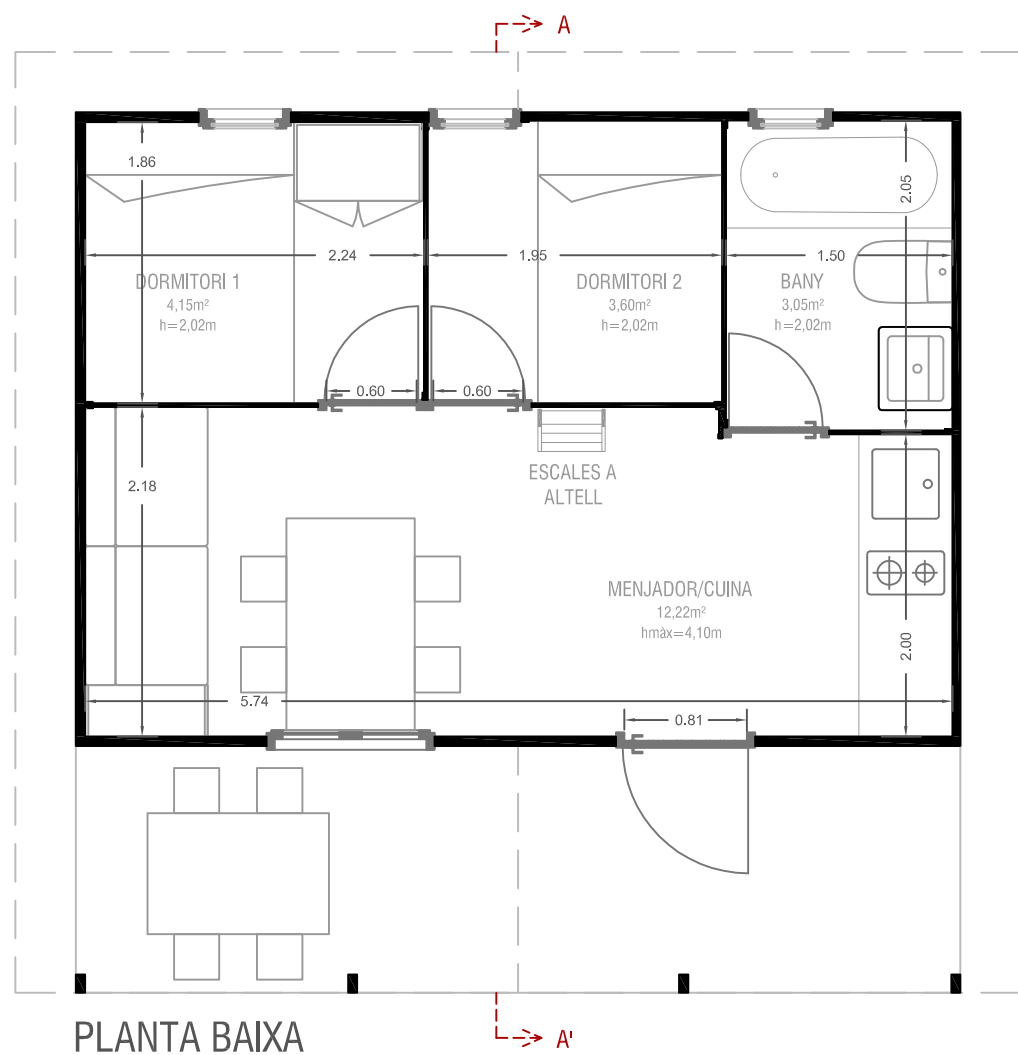 A
1.86
2.05
2.24
1.95
1.50
DORMITORI 1
4,15m²
h=2,02m
DORMITORI 2
3,60m²
h=2,02m
BANY
3,05m²
h=2,02m
0.60
0.60
2.18
ESCALES A
ALTELL
MENJADOR/CUINA
12,22m²
hmàx=4,10m
2.00
5.74
0.81
PLANTA BAIXA
A'